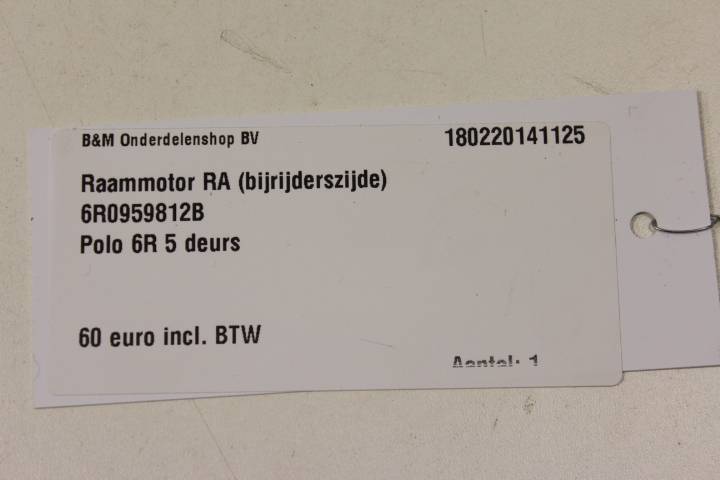 B&M Onderdelenshop BV 180220141125
Raammotor RA (bijrijderszijde)
6R0959812B
Polo 6R 5 deurs
60 euro incl. BTW
Aantal: 1